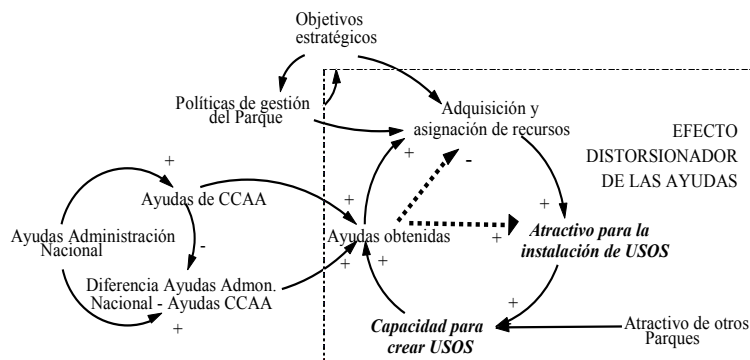 Objetivos
estratégicos
Políticas de gestión
del Parque
Adquisición y
asignación de recursos
EFECTO
DISTORSIONADOR
DE LAS AYUDAS
+
-
+
Ayudas de CCAA
+
+
Ayudas Administración
Nacional
-
Ayudas obtenidas
+
Atractivo para la
instalación de USOS
+
+
Diferencia Ayudas Admon.
Nacional - Ayudas CCAA
+
+
Capacidad para
crear USOS
Atractivo de otros
Parques